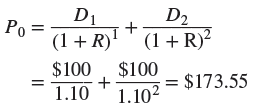 P₀ = D₁/(1 + R)¹ + D₂/(1 + R)²
= $100/1.10 + $100/1.10² = $173.55